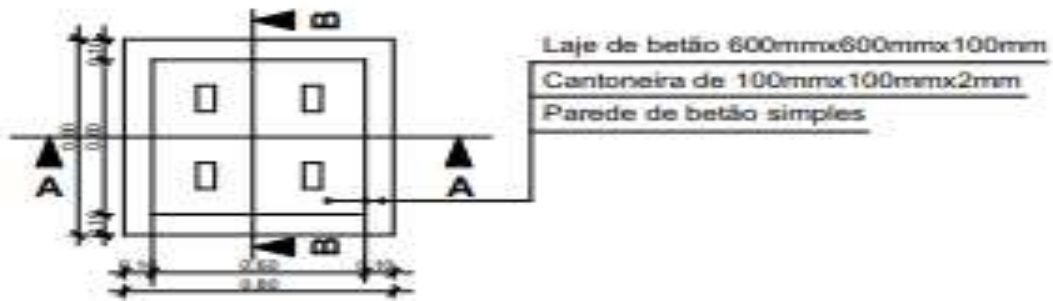 B
Laje de betão 600mmx600mmx100mm
Cantoneira de 100mmx100mmx2mm
Parede de betão simples
A
A
B
0.60
0.80